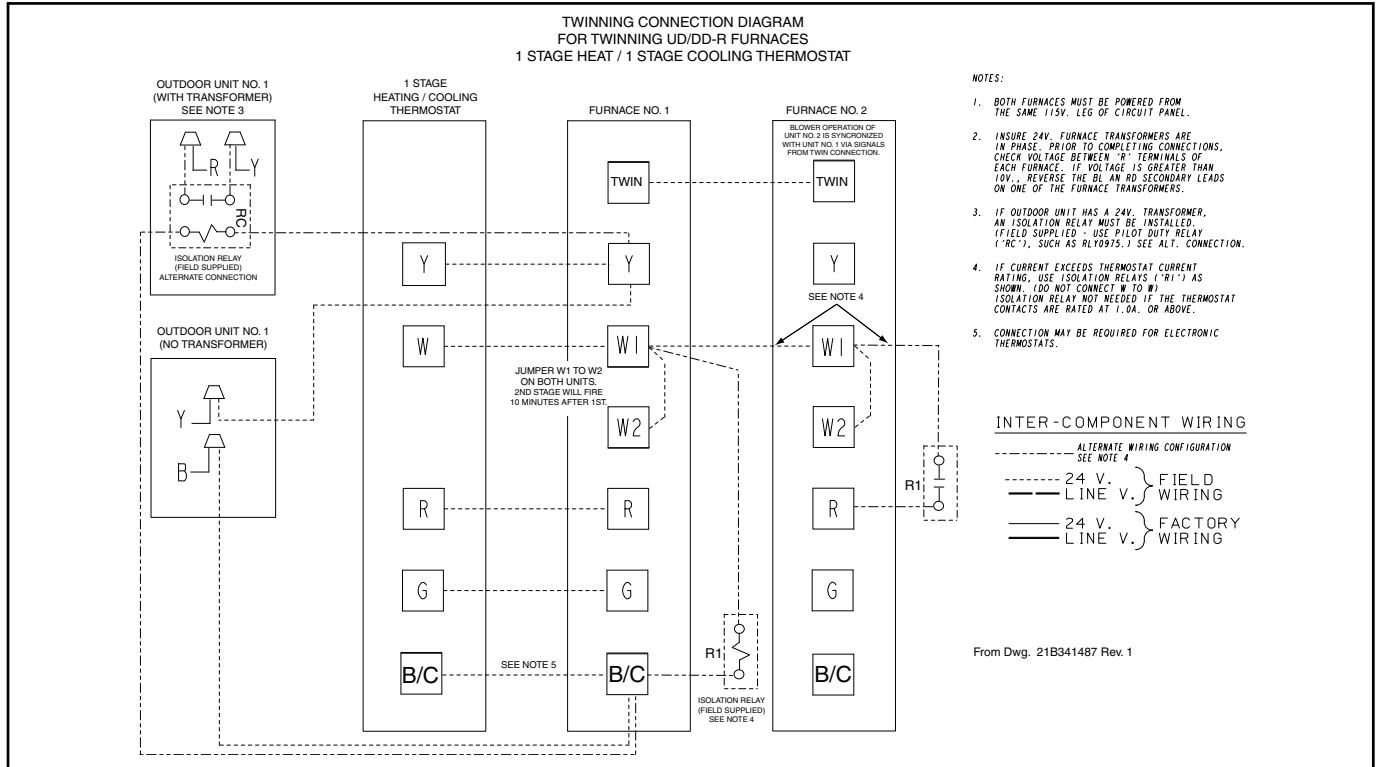 TWINNING CONNECTION DIAGRAM
FOR TWINNING UD/DD-R FURNACES
1 STAGE HEAT / 1 STAGE COOLING THERMOSTAT
OUTDOOR UNIT NO. 1
(WITH TRANSFORMER)
SEE NOTE 3
R
Y
RC
ISOLATION RELAY
(FIELD SUPPLIED)
ALTERNATE CONNECTION
OUTDOOR UNIT NO. 1
(NO TRANSFORMER)
Y
B
1 STAGE
HEATING / COOLING
THERMOSTAT
Y
W
R
G
B/C
SEE NOTE 5
FURNACE NO. 1
TWIN
Y
W1
JUMPER W1 TO W2
ON BOTH UNITS.
2ND STAGE WILL FIRE
10 MINUTES AFTER 1ST.
W2
R
G
B/C
R1
ISOLATION RELAY
(FIELD SUPPLIED)
SEE NOTE 4
FURNACE NO. 2
BLOWER OPERATION OF
UNIT NO. 2 IS SYNCRONIZED
WITH UNIT NO. 1 VIA SIGNALS
FROM TWIN CONNECTION.
TWIN
Y
SEE NOTE 4
W1
W2
R
G
B/C
R1
NOTES:
1. BOTH FURNACES MUST BE POWERED FROM
THE SAME 115V. LEG OF CIRCUIT PANEL.
2. INSURE 24V. FURNACE TRANSFORMERS ARE
IN PHASE. PRIOR TO COMPLETING CONNECTIONS,
CHECK VOLTAGE BETWEEN 'R' TERMINALS OF
EACH FURNACE. IF VOLTAGE IS GREATER THAN
10V., REVERSE THE BL AN RD SECONDARY LEADS
ON ONE OF THE FURNACE TRANSFORMERS.
3. IF OUTDOOR UNIT HAS A 24V. TRANSFORMER,
AN ISOLATION RELAY MUST BE INSTALLED.
(FIELD SUPPLIED - USE PILOT DUTY RELAY
('RC'), SUCH AS RLY0975.) SEE ALT. CONNECTION.
4. IF CURRENT EXCEEDS THERMOSTAT CURRENT
RATING, USE ISOLATION RELAYS ('R1') AS
SHOWN. (DO NOT CONNECT W TO W)
ISOLATION RELAY NOT NEEDED IF THE THERMOSTAT
CONTACTS ARE RATED AT 1.0A. OR ABOVE.
5. CONNECTION MAY BE REQUIRED FOR ELECTRONIC
THERMOSTATS.
INTER-COMPONENT WIRING
ALTERNATE WIRING CONFIGURATION
SEE NOTE 4
24 V. FIELD
LINE V. WIRING
24 V. FACTORY
LINE V. WIRING
From Dwg. 21B341487 Rev. 1